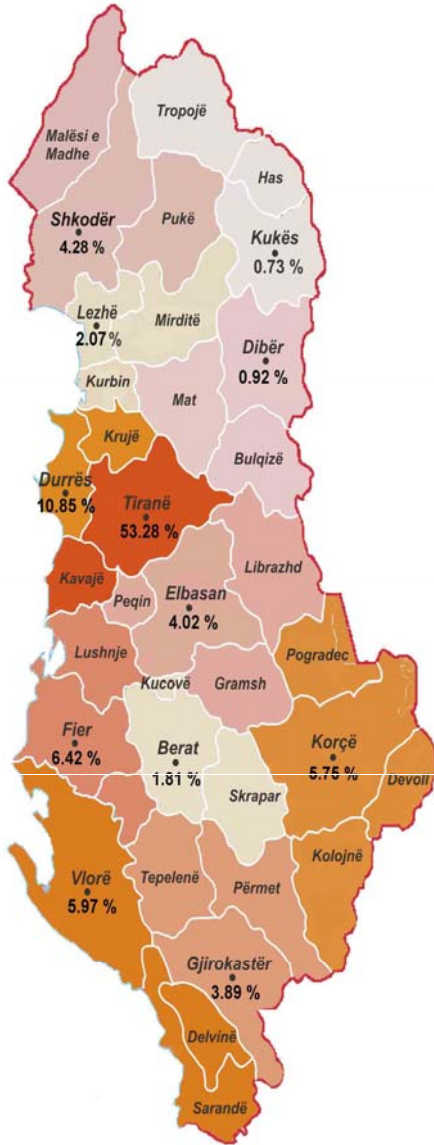 Tropojë
Malësi e
Madhe
Has
Shkodër
4.28 %
Pukë
Kukës
0.73 %
Lezhë
2.07 %
Mirditë
Dibër
0.92 %
Kurbin
Mat
Krujë
Bulqizë
Durrës
10.85 %
Tiranë
53.28 %
Librazhd
Kavajë
Peqin
Elbasan
4.02 %
Lushnje
Pogradec
Kucovë
Gramsh
Fier
6.42 %
Berat
1.81 %
Korçë
5.75 %
Devoll
Skrapar
Kolojnë
Vlorë
5.97 %
Tepelenë
Përmet
Gjirokastër
3.89 %
Delvinë
Sarandë